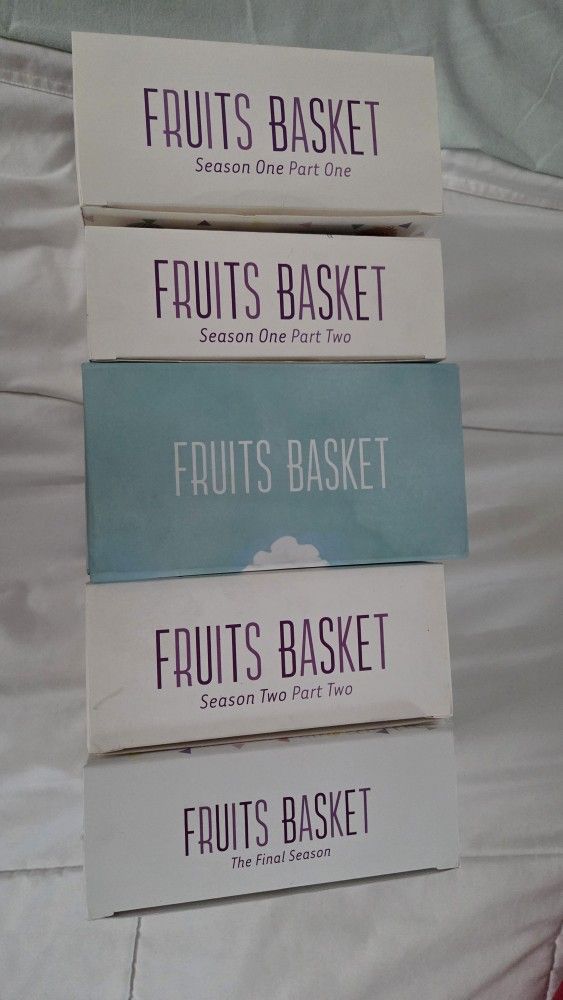 FRUITS BASKET
Season One Part One
FRUITS BASKET
Season One Part Two
FRUITS BASKET
FRUITS BASKET
Season Two Part Two
FRUITS BASKET
The Final Season